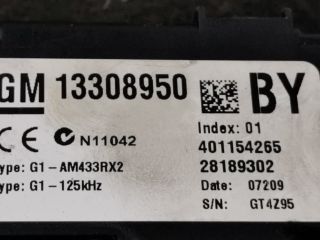 GM 13308950 BY
CE N11042 Index: 01
401154265
ype: G1-AM433RX2 28189302
ype: G1-125kHz Date: 07209
S/N: GT4Z95